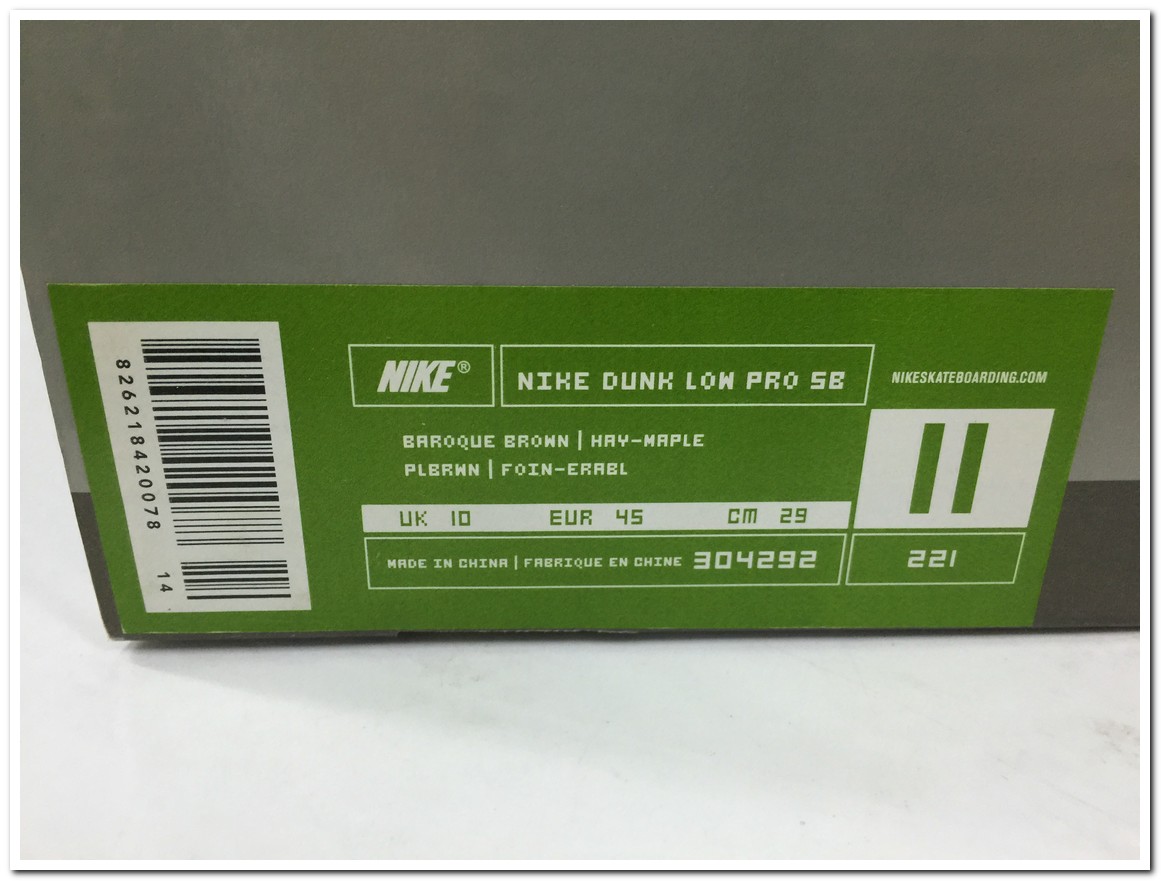 826218420078
14
NIKE®
NIKE DUNK LOW PRO SB
NIKESKATEBOARDING.COM
BAROQUE BROWN | HAY-MAPLE
PLBRWN | FOIN-ERABL
11
UK 10 EUR 45 CM 29
MADE IN CHINA | FABRIQUE EN CHINE 304292
221